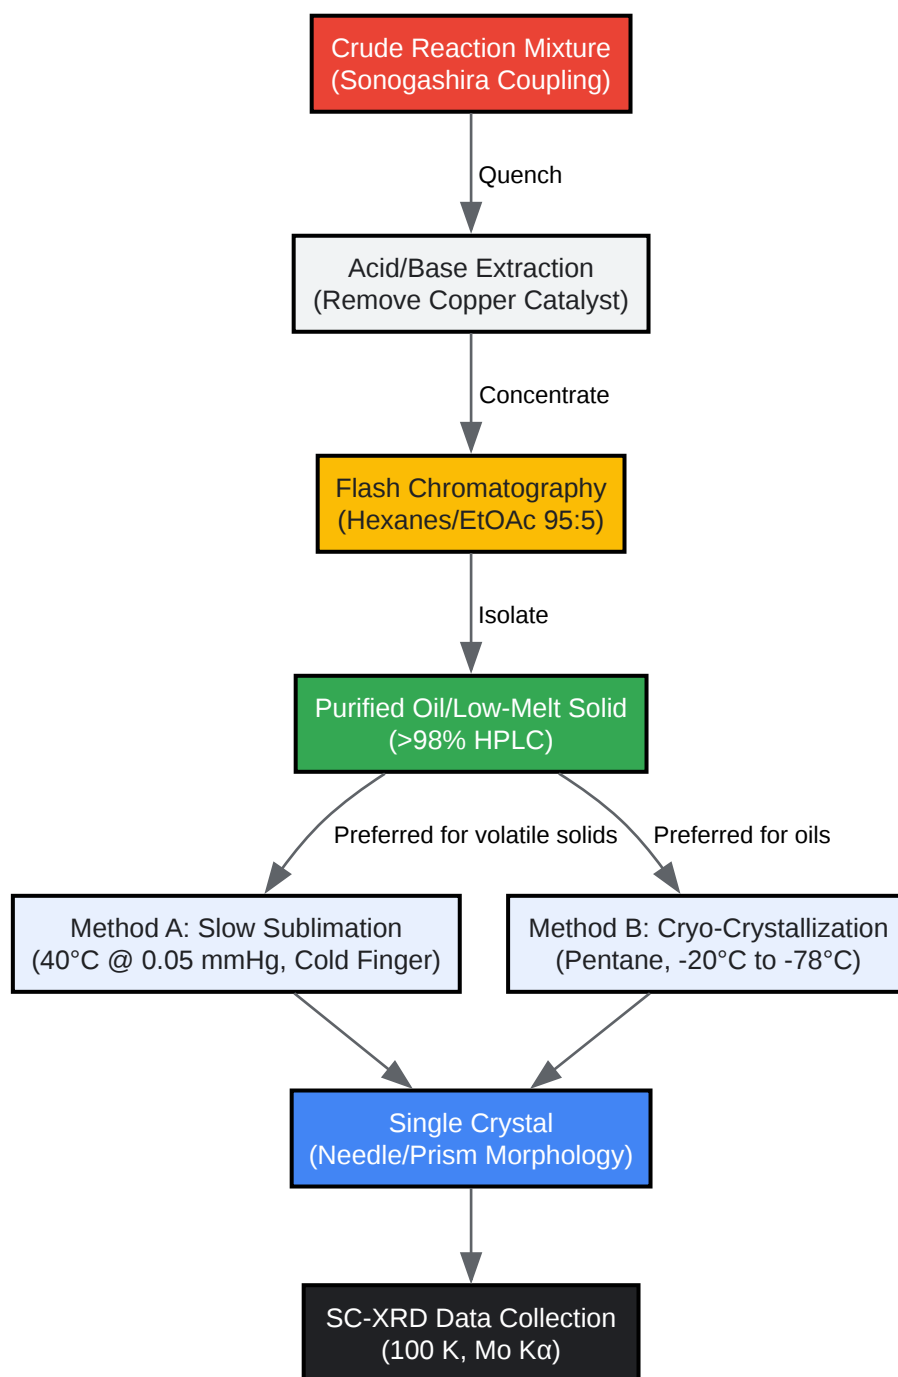 Crude Reaction Mixture
(Sonogashira Coupling)
Quench
Acid/Base Extraction
(Remove Copper Catalyst)
Concentrate
Flash Chromatography
(Hexanes/EtOAc 95:5)
Isolate
Purified Oil/Low-Melt Solid
(>98% HPLC)
Preferred for volatile solids
Preferred for oils
Method A: Slow Sublimation
(40°C @ 0.05 mmHg, Cold Finger)
Method B: Cryo-Crystallization
(Pentane, -20°C to -78°C)
Single Crystal
(Needle/Prism Morphology)
SC-XRD Data Collection
(100 K, Mo Kα)